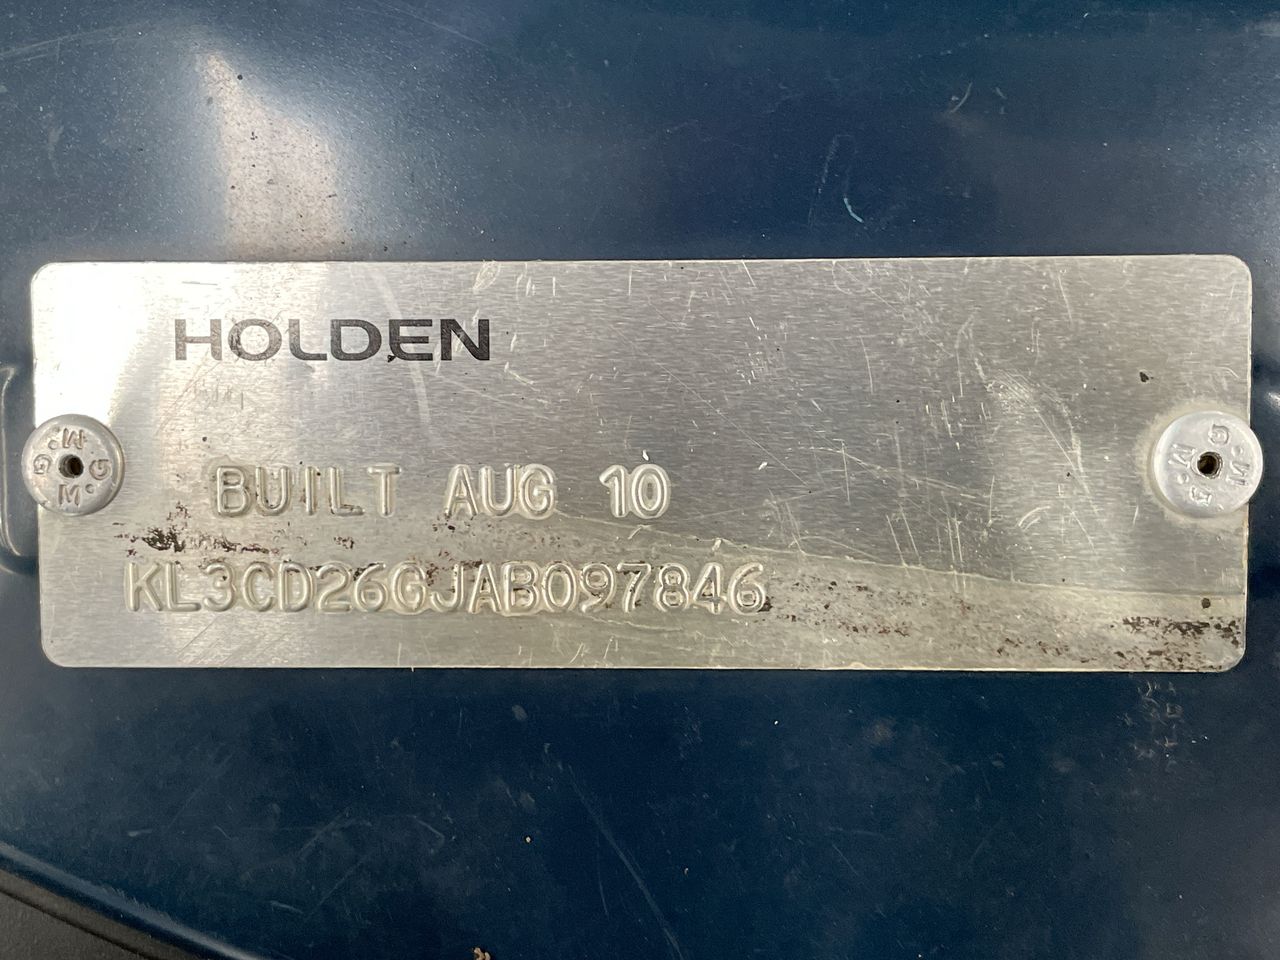 HOLDEN
BUILT AUG 10
KL3CD26GJAB097846
G·M·G·M
G·M·G·M